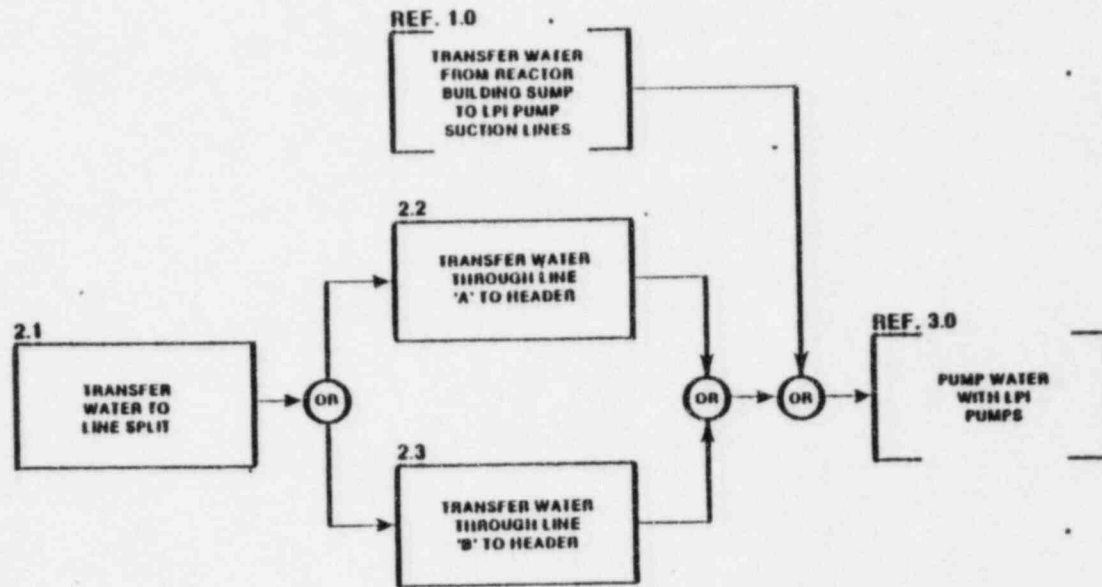 REF. 1.0
TRANSFER WATER
FROM REACTOR
BUILDING SUMP
TO LPI PUMP
SUCTION LINES
2.2
TRANSFER WATER
THROUGH LINE
'A' TO HEADER
2.1
TRANSFER
WATER TO
LINE SPLIT
OR
OR
OR
REF. 3.0
PUMP WATER
WITH LPI
PUMPS
2.3
TRANSFER WATER
THROUGH LINE
'B' TO HEADER